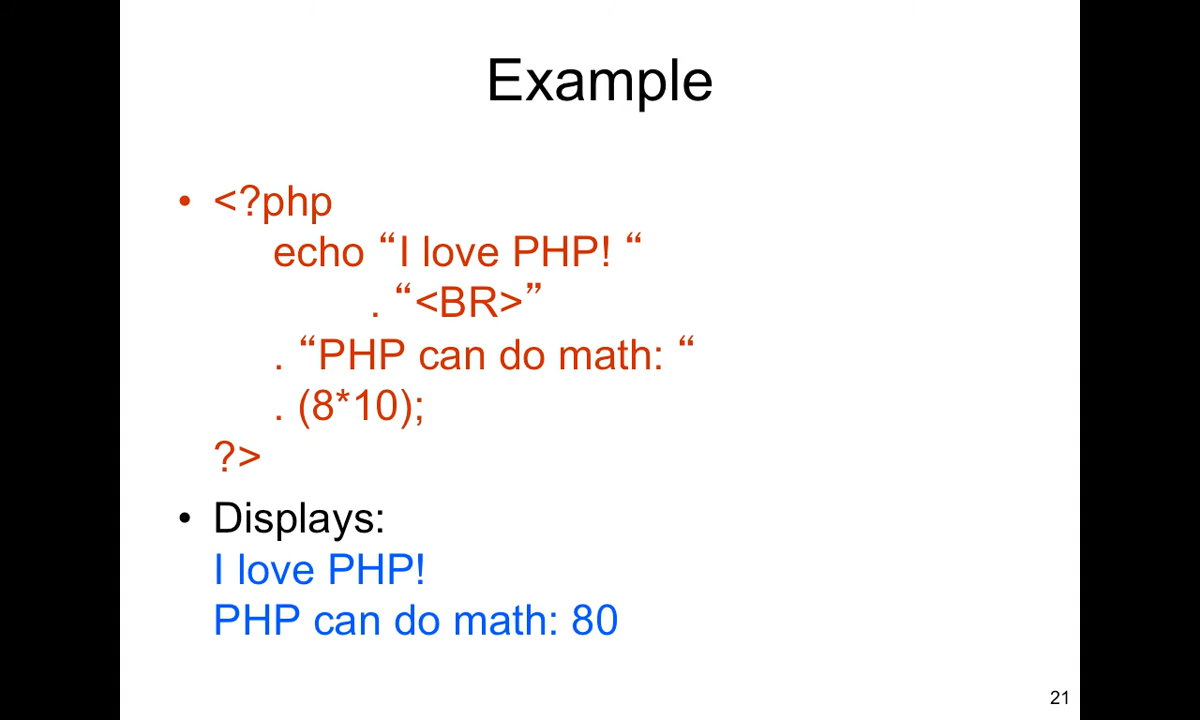 Example
• <?php
echo “I love PHP! “
. “<BR>”
. “PHP can do math: “
. (8*10);
?>
• Displays:
I love PHP!
PHP can do math: 80
21